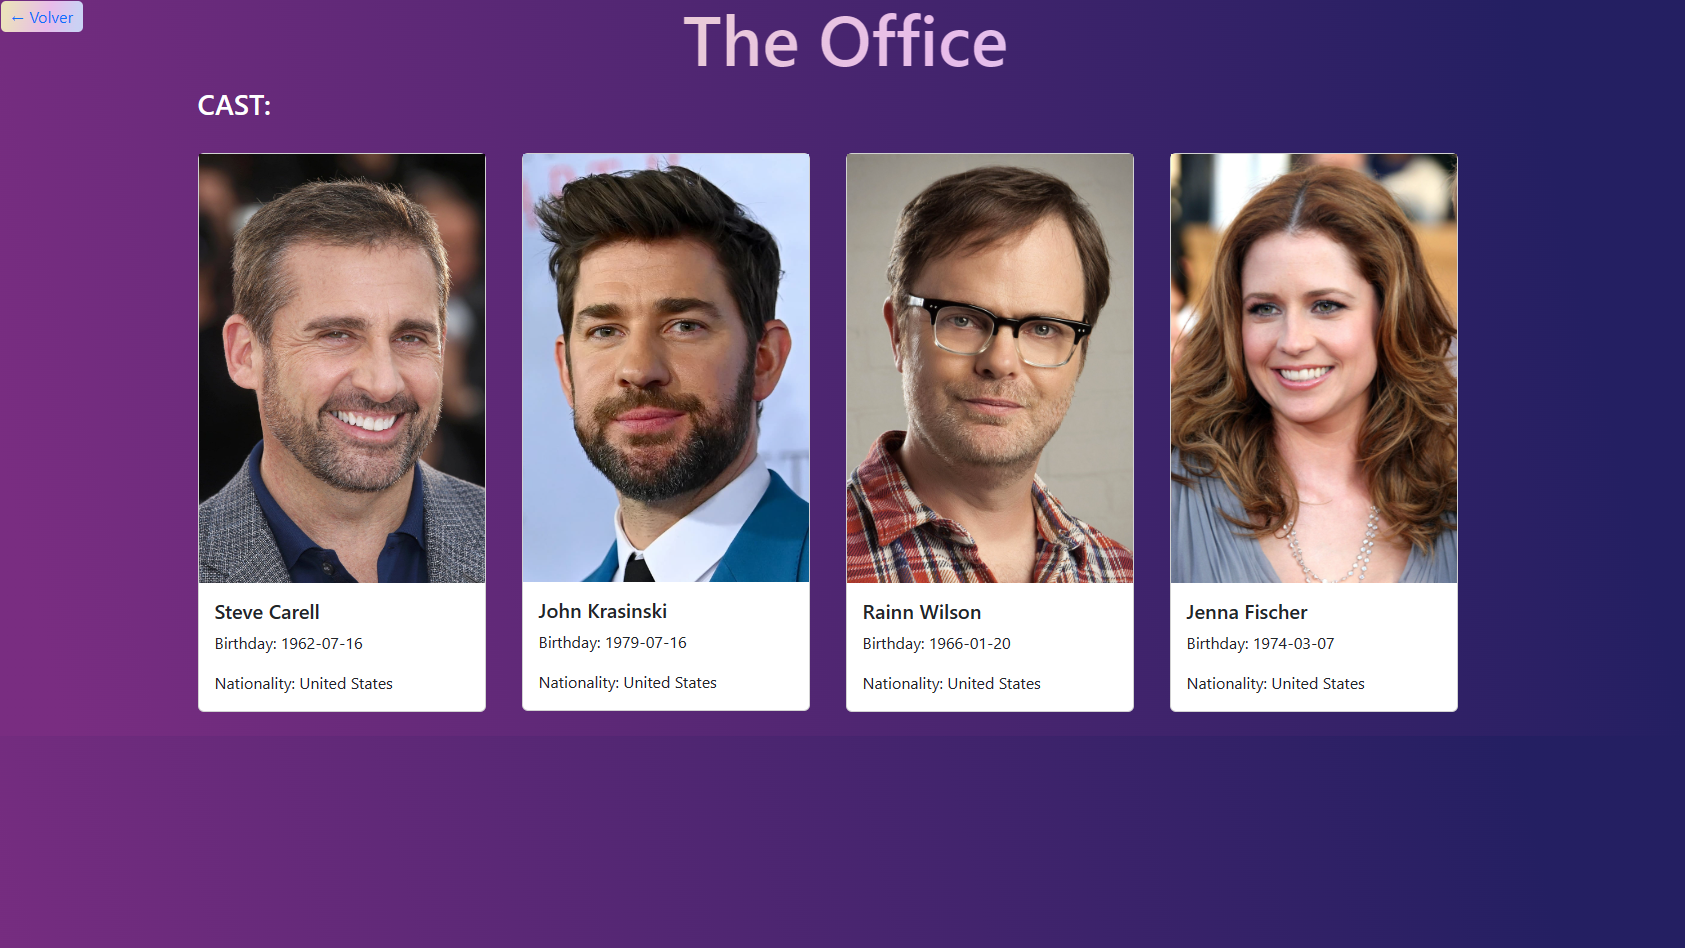 ← Volver
The Office
CAST:
Steve Carell
Birthday: 1962-07-16
Nationality: United States
John Krasinski
Birthday: 1979-07-16
Nationality: United States
Rainn Wilson
Birthday: 1966-01-20
Nationality: United States
Jenna Fischer
Birthday: 1974-03-07
Nationality: United States